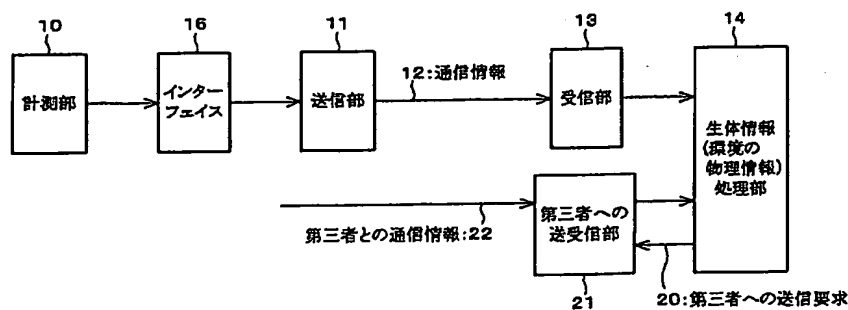 10
16
11
13
14
計測部
インター
フェイス
送信部
12:通信情報
受信部
生体情報
(環境の
物理情報)
処理部
第三者との通信情報:22
第三者への
送受信部
21
20:第三者への送信要求